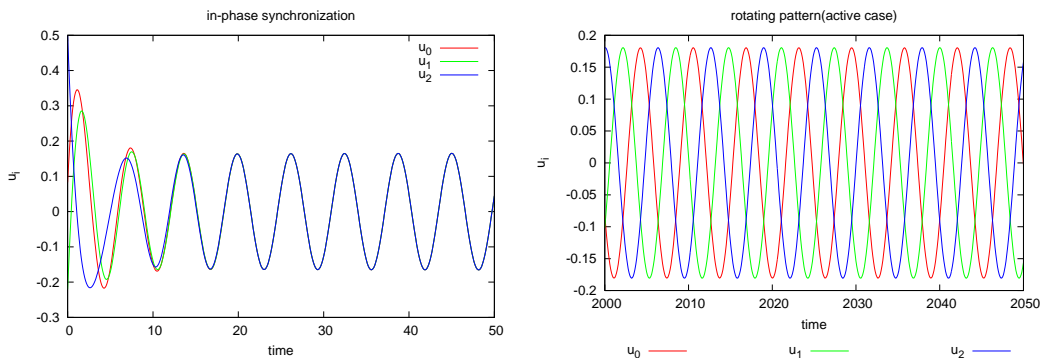 in-phase synchronization
0.5
0.4
0.3
0.2
0.1
0
-0.1
-0.2
-0.3
u_i
u_0
u_1
u_2
0 10 20 30 40 50
time
rotating pattern(active case)
0.2
0.15
0.1
0.05
0
-0.05
-0.1
-0.15
-0.2
u_i
2000 2010 2020 2030 2040 2050
time
u_0 u_1 u_2